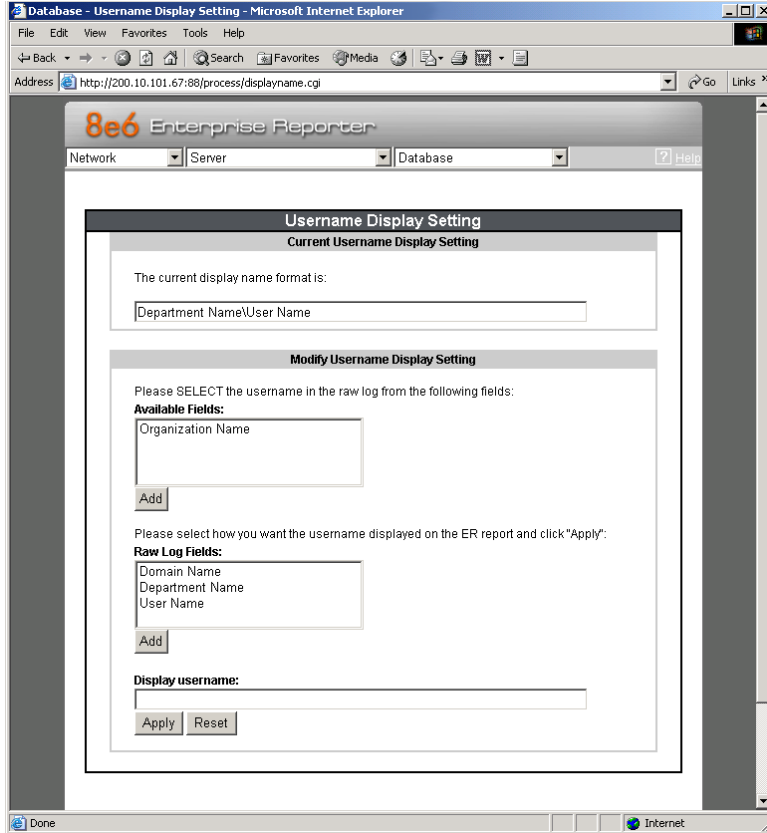 Database - Username Display Setting - Microsoft Internet Explorer
File Edit View Favorites Tools Help
Back Search Favorites Media
Address http://200.10.101.67:88/process/displayname.cgi Go Links »
8e6 Enterprise Reporter
Network Server Database ? Help
Username Display Setting
Current Username Display Setting
The current display name format is:
Department Name\User Name
Modify Username Display Setting
Please SELECT the username in the raw log from the following fields:
Available Fields:
Organization Name
Add
Please select how you want the username displayed on the ER report and click "Apply":
Raw Log Fields:
Domain Name
Department Name
User Name
Add
Display username:
Apply Reset
Done Internet